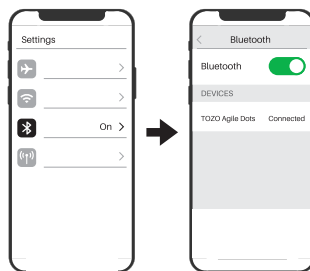 Settings
On
Bluetooth
Bluetooth
DEVICES
TOZO Agile Dots Connected